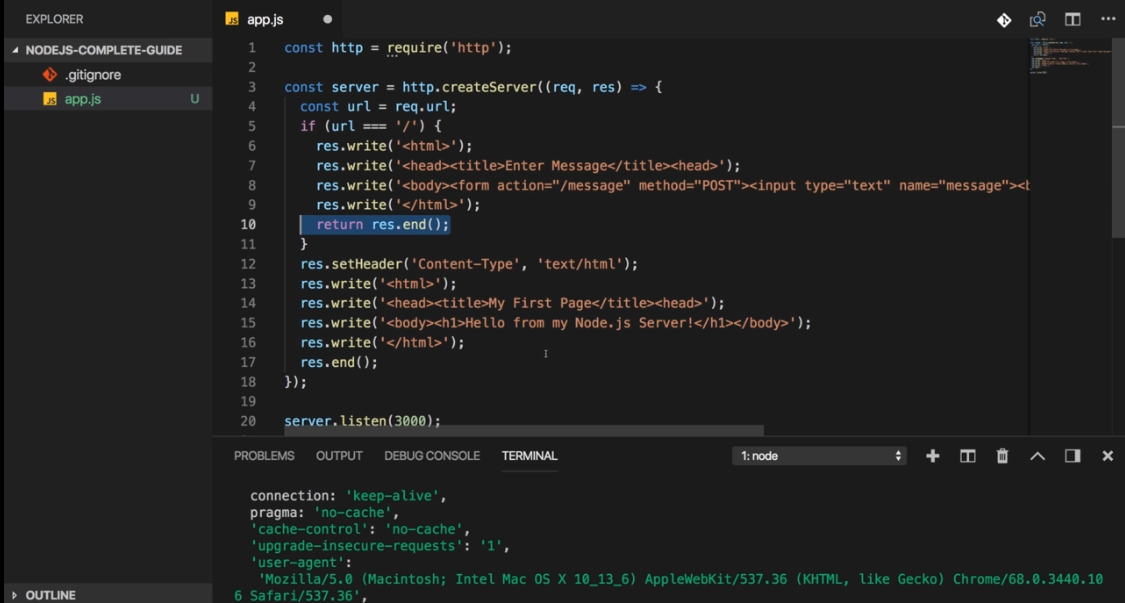 EXPLORER
NODEJS-COMPLETE-GUIDE
.gitignore
JS app.js U
JS app.js
1 const http = require('http');
2
3 const server = http.createServer((req, res) => {
4 const url = req.url;
5 if (url === '/') {
6 res.write('<html>');
7 res.write('<head><title>Enter Message</title><head>');
8 res.write('<body><form action="/message" method="POST"><input type="text" name="message"><b
9 res.write('</html>');
10 return res.end();
11 }
12 res.setHeader('Content-Type', 'text/html');
13 res.write('<html>');
14 res.write('<head><title>My First Page</title><head>');
15 res.write('<body><h1>Hello from my Node.js Server!</h1></body>');
16 res.write('</html>');
17 res.end();
18 });
19
20 server.listen(3000);
PROBLEMS OUTPUT DEBUG CONSOLE TERMINAL 1: node
connection: 'keep-alive',
pragma: 'no-cache',
'cache-control': 'no-cache',
'upgrade-insecure-requests': '1',
'user-agent':
'Mozilla/5.0 (Macintosh; Intel Mac OS X 10_13_6) AppleWebKit/537.36 (KHTML, like Gecko) Chrome/68.0.3440.10
6 Safari/537.36',
OUTLINE